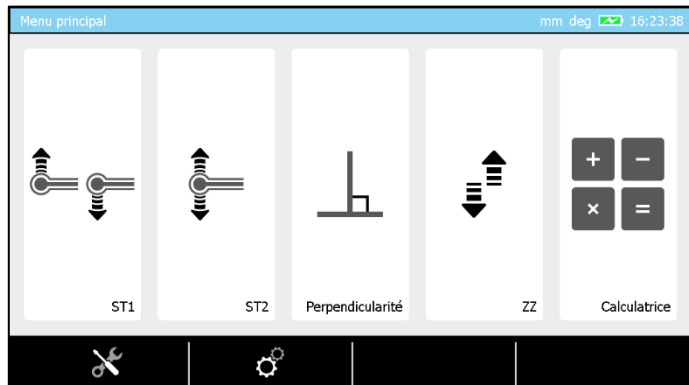 Menu principal mm deg 16:23:38
ST1 ST2 Perpendicularité ZZ Calculatrice